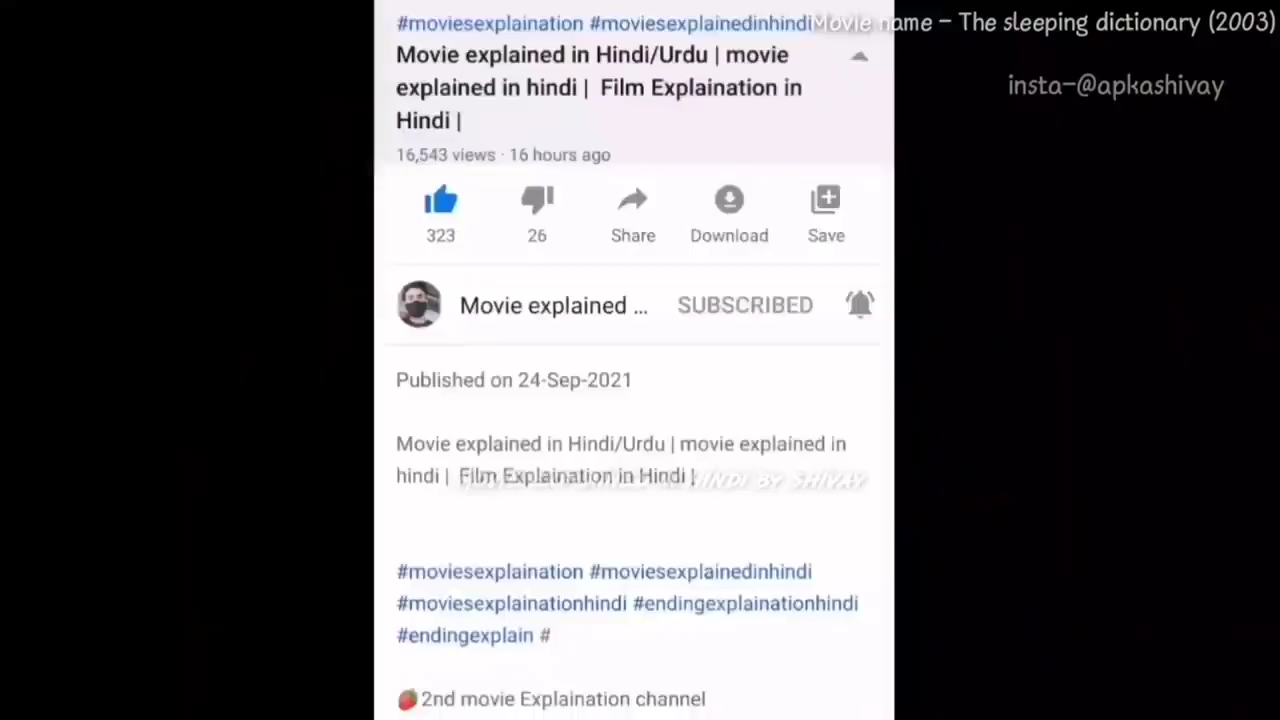 #moviesexplaination #moviesexplainedinhindi
Movie name - The sleeping dictionary (2003)
Movie explained in Hindi/Urdu | movie
explained in hindi | Film Explaination in
Hindi |
insta-@apkashivay
16,543 views · 16 hours ago
323
26
Share
Download
Save
Movie explained ...
SUBSCRIBED
Published on 24-Sep-2021
Movie explained in Hindi/Urdu | movie explained in
hindi | Film Explaination in Hindi |
HINDI BY SHIVAY
#moviesexplaination #moviesexplainedinhindi
#moviesexplainationhindi #endingexplainationhindi
#endingexplain #
2nd movie Explaination channel